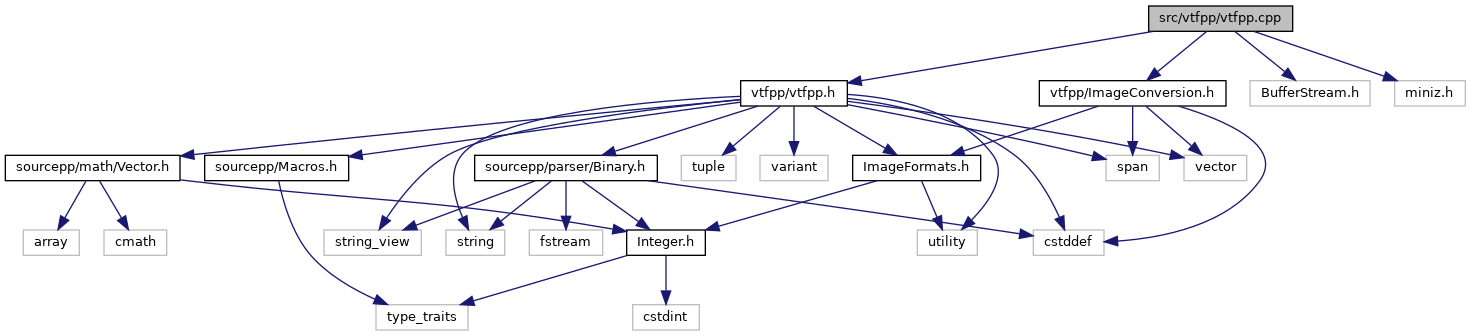 src/vtfpp/vtfpp.cpp
vtfpp/vtfpp.h
vtfpp/ImageConversion.h
BufferStream.h
miniz.h
sourcepp/math/Vector.h
sourcepp/Macros.h
sourcepp/parser/Binary.h
tuple
variant
ImageFormats.h
span
vector
array
cmath
string_view
string
fstream
Integer.h
utility
cstddef
type_traits
cstdint